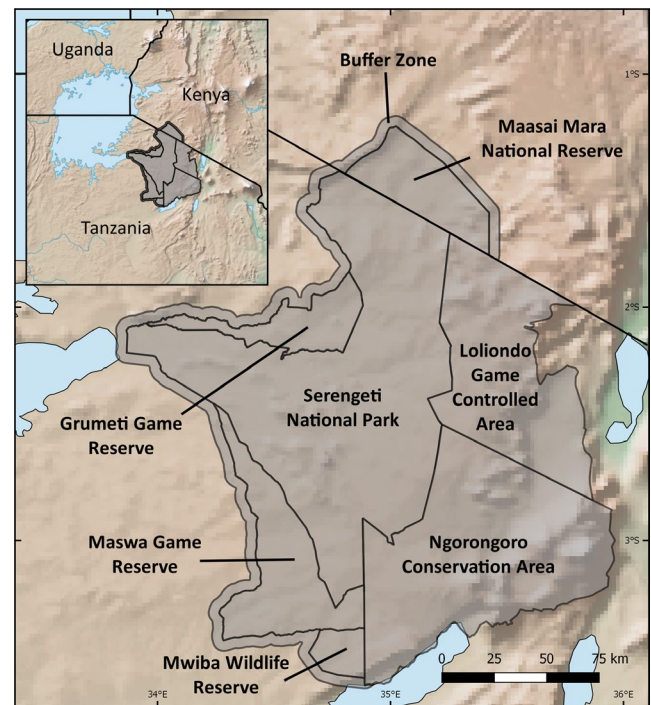 Uganda
Kenya
Tanzania
Buffer Zone
1°S
Maasai Mara
National Reserve
2°S
Loliondo
Game
Controlled
Area
Serengeti
National Park
Grumeti Game
Reserve
Maswa Game
Reserve
Ngorongoro
Conservation Area
3°S
Mwiba Wildlife
Reserve
0 25 50 75 km
34°E 35°E 36°E